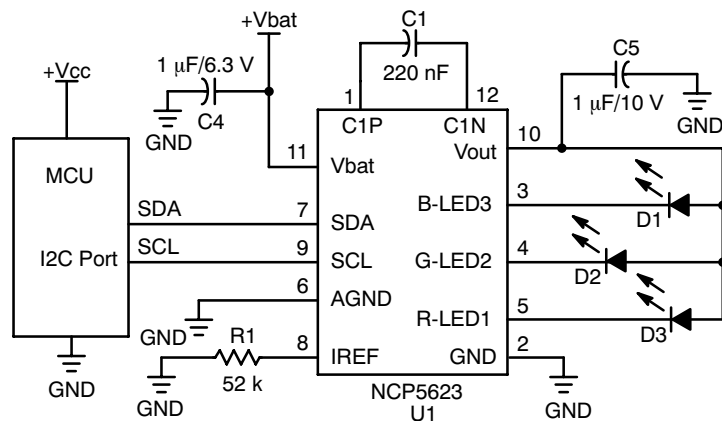 +Vbat
C1
+Vcc
1 μF/6.3 V
220 nF
C5
1
12
1 μF/10 V
GND
C4
C1P
C1N
10
GND
11
Vbat
Vout
MCU
3
SDA
7
SDA
B-LED3
D1
SCL
9
SCL
4
G-LED2
I2C Port
D2
6
AGND
5
R-LED1
GND
R1
8
IREF
2
GND
D3
GND
GND
52 k
NCP5623
U1
GND